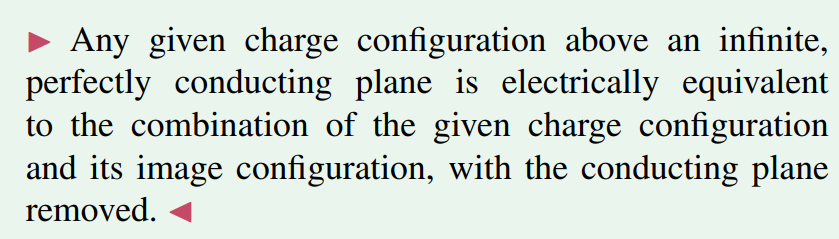 ► Any given charge configuration above an infinite,
perfectly conducting plane is electrically equivalent
to the combination of the given charge configuration
and its image configuration, with the conducting plane
removed. ◄